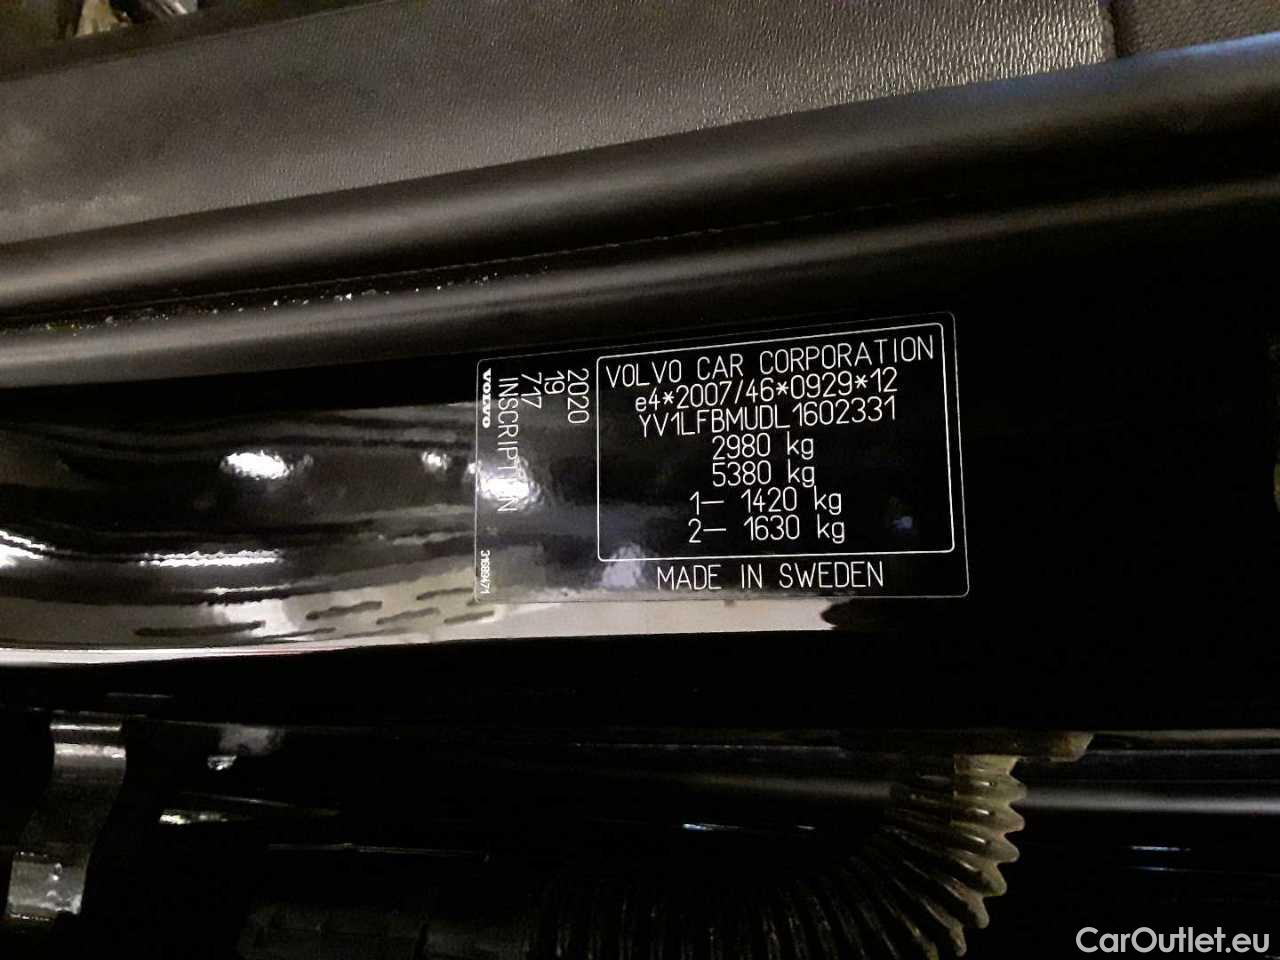 VOLVO CAR CORPORATION
e4*2007/46*0929*12
YV1LFBMUDL1602331
2980 kg
5380 kg
1– 1420 kg
2– 1630 kg
MADE IN SWEDEN
2020
19
717
INSCRIPTION
VOLVO
31689471
CarOutlet.eu